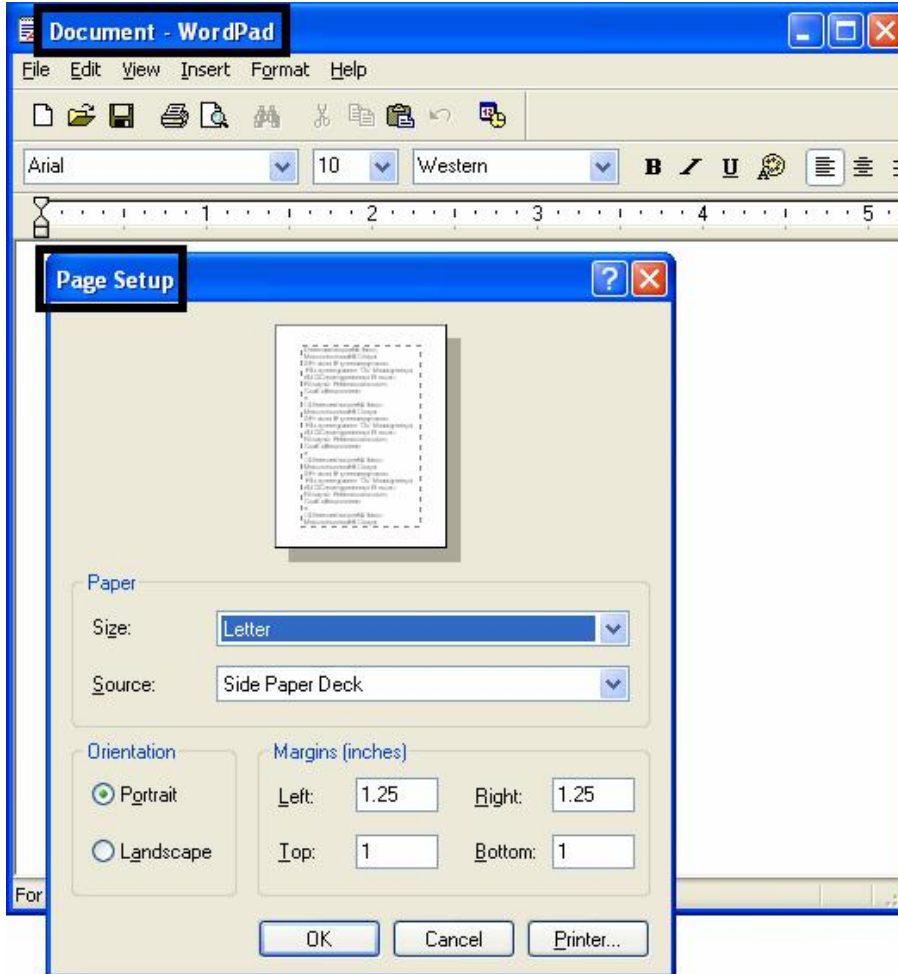 Document - WordPad
File Edit View Insert Format Help
Arial 10 Western B U
1 2 3 4 5
Page Setup
Paper
Size: Letter
Source: Side Paper Deck
Orientation Margins (inches)
Portrait Left: 1.25 Right: 1.25
Landscape Top: 1 Bottom: 1
For
OK Cancel Printer...